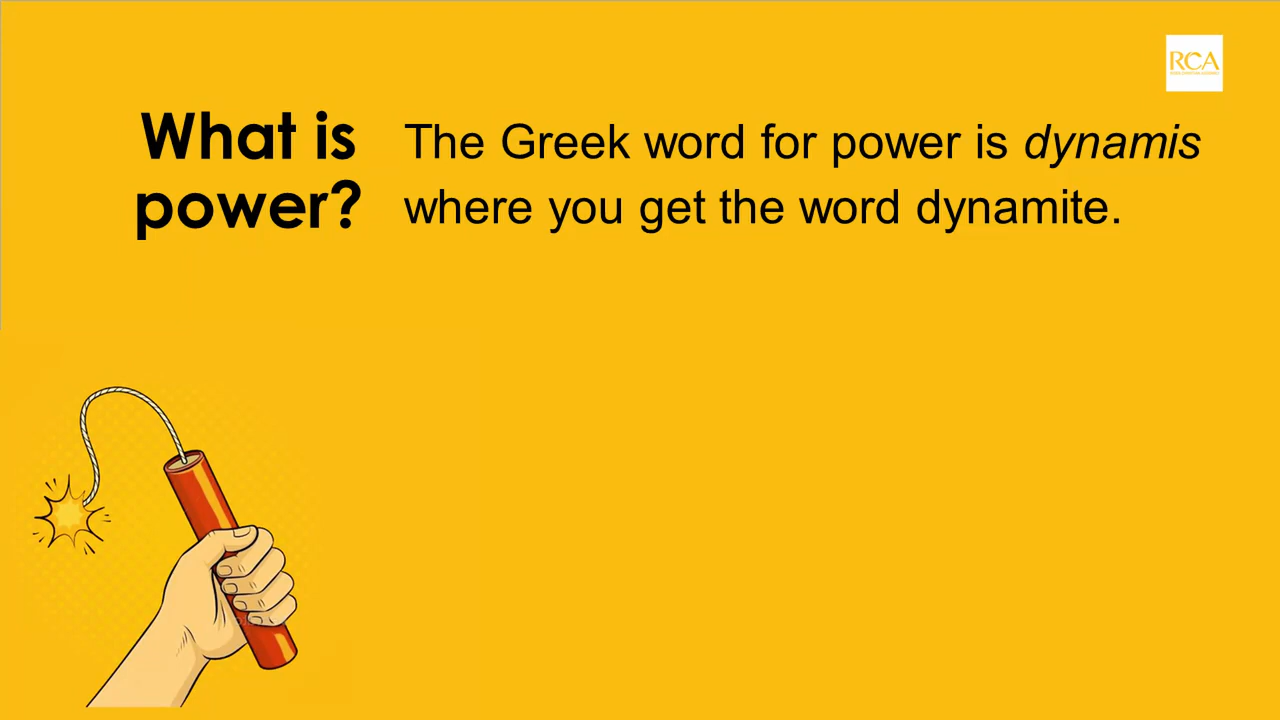 RCA
What is
power?
The Greek word for power is dynamis
where you get the word dynamite.